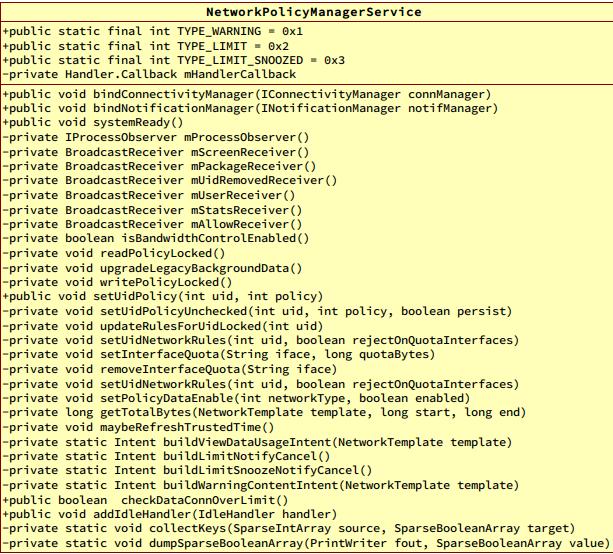 NetworkPolicyManagerService
+public static final int TYPE_WARNING = 0x1
+public static final int TYPE_LIMIT = 0x2
+public static final int TYPE_LIMIT_SNOOZED = 0x3
-private Handler.Callback mHandlerCallback
+public void bindConnectivityManager(IConnectivityManager connManager)
+public void bindNotificationManager(INotificationManager notifManager)
+public void systemReady()
-private IProcessObserver mProcessObserver()
-private BroadcastReceiver mScreenReceiver()
-private BroadcastReceiver mPackageReceiver()
-private BroadcastReceiver mUidRemovedReceiver()
-private BroadcastReceiver mUserReceiver()
-private BroadcastReceiver mStatsReceiver()
-private BroadcastReceiver mAllowReceiver()
-private boolean isBandwidthControlEnabled()
-private void readPolicyLocked()
-private void upgradeLegacyBackgroundData()
-private void writePolicyLocked()
+public void setUidPolicy(int uid, int policy)
-private void setUidPolicyUnchecked(int uid, int policy, boolean persist)
-private void updateRulesForUidLocked(int uid)
-private void setUidNetworkRules(int uid, boolean rejectOnQuotaInterfaces)
-private void setInterfaceQuota(String iface, long quotaBytes)
-private void removeInterfaceQuota(String iface)
-private void setUidNetworkRules(int uid, boolean rejectOnQuotaInterfaces)
-private void setPolicyDataEnable(int networkType, boolean enabled)
-private long getTotalBytes(NetworkTemplate template, long start, long end)
-private void maybeRefreshTrustedTime()
-private static Intent buildViewDataUsageIntent(NetworkTemplate template)
-private static Intent buildLimitNotifyCancel()
-private static Intent buildLimitSnoozeNotifyCancel()
-private static Intent buildWarningContentIntent(NetworkTemplate template)
+public boolean  checkDataConnOverLimit()
+public void addIdleHandler(IdleHandler handler)
-private static void collectKeys(SparseIntArray source, SparseBooleanArray target)
-private static void dumpSparseBooleanArray(PrintWriter fout, SparseBooleanArray value)